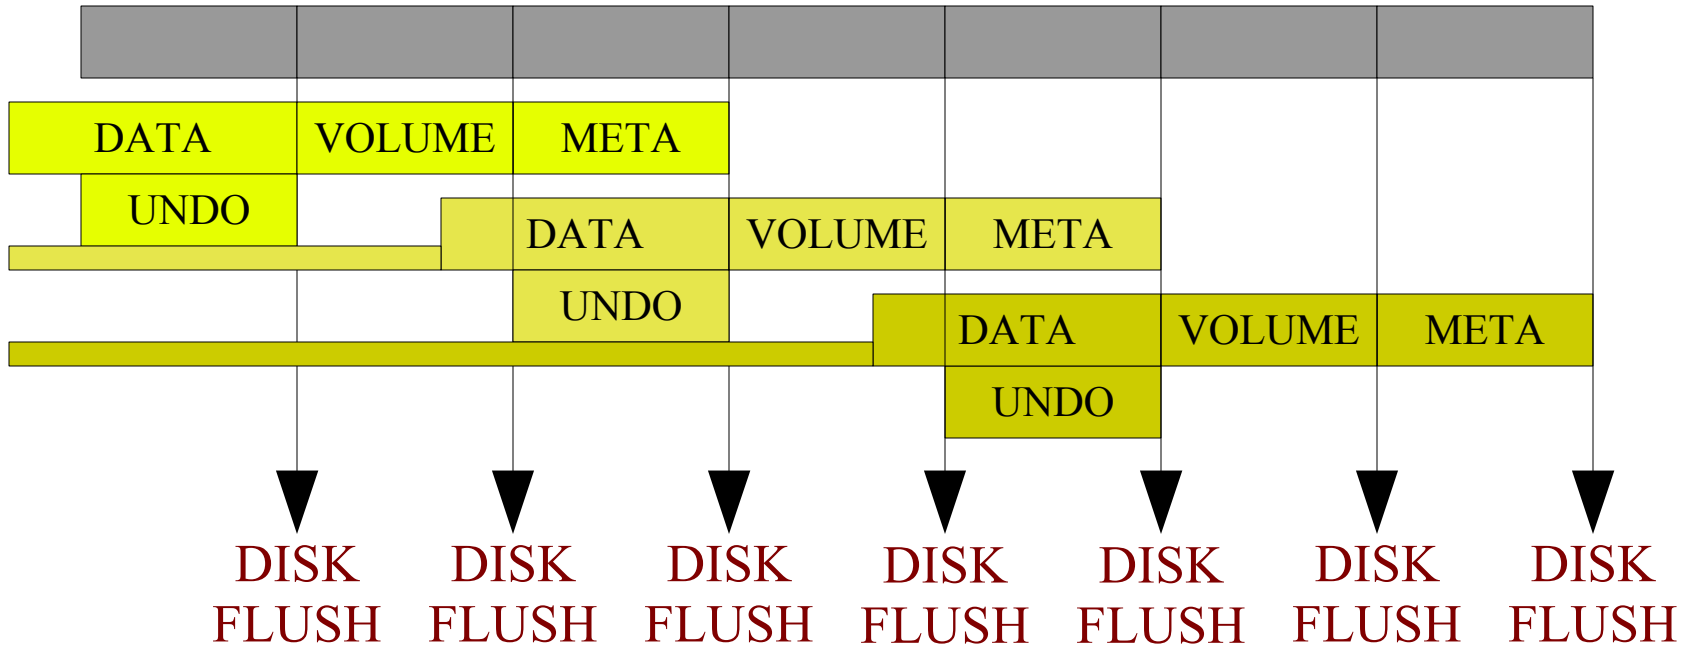 DATA VOLUME META
UNDO
DATA VOLUME META
UNDO
DATA VOLUME META
UNDO
DISK DISK DISK DISK DISK DISK DISK
FLUSH FLUSH FLUSH FLUSH FLUSH FLUSH FLUSH